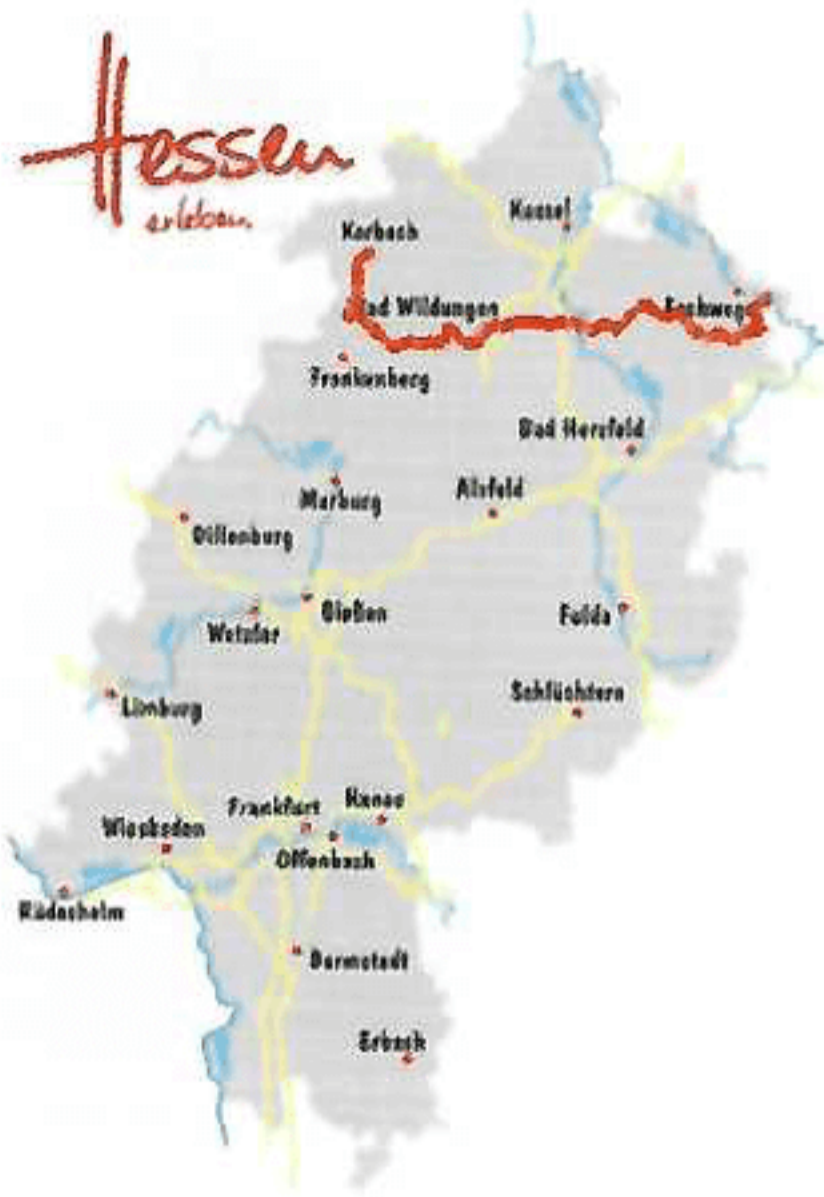 Hessen
erleben
Kassel
Korbach
Bad Wildungen
Eschwege
Frankenberg
Bad Hersfeld
Alsfeld
Marburg
Dillenburg
Gießen
Wetzlar
Fulda
Schlüchtern
Limburg
Hanau
Frankfurt
Wiesbaden
Offenbach
Rüdesheim
Darmstadt
Erbach